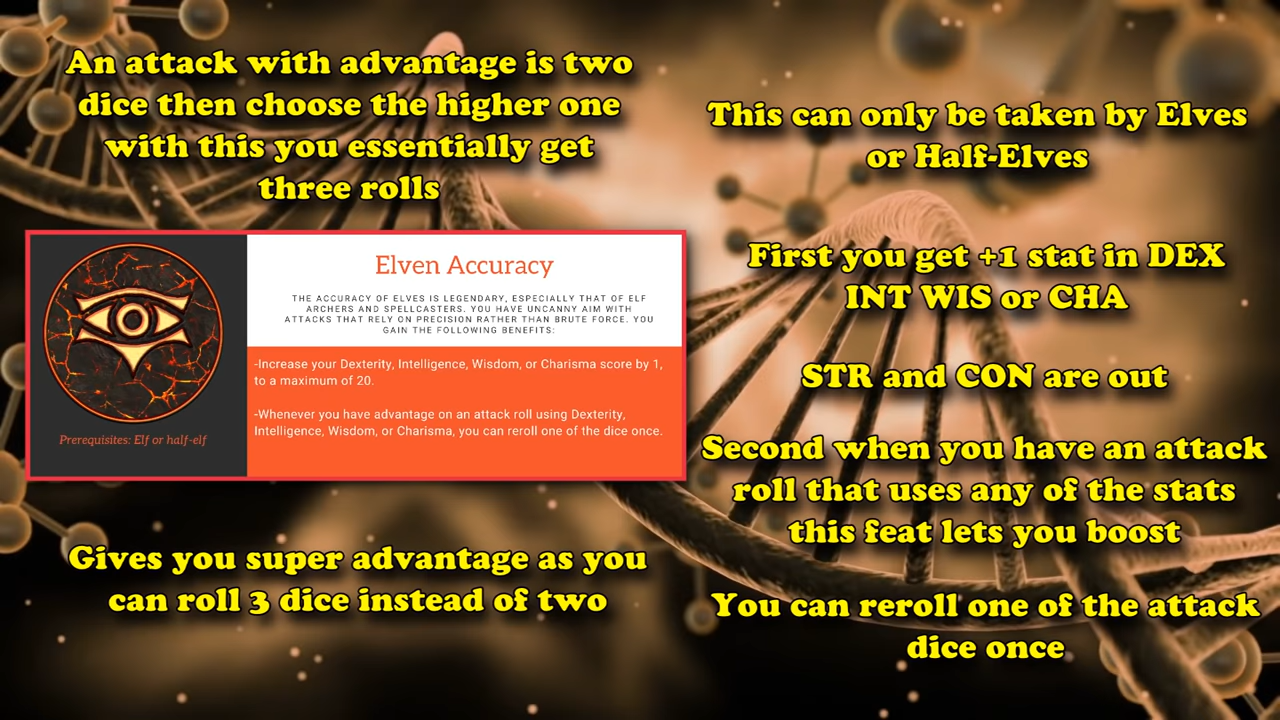 An attack with advantage is two
dice then choose the higher one
with this you essentially get
three rolls
Elven Accuracy
THE ACCURACY OF ELVES IS LEGENDARY, ESPECIALLY THAT OF ELF
ARCHERS AND SPELLCASTERS. YOU HAVE UNCANNY AIM WITH
ATTACKS THAT RELY ON PRECISION RATHER THAN BRUTE FORCE. YOU
GAIN THE FOLLOWING BENEFITS:
-Increase your Dexterity, Intelligence, Wisdom, or Charisma score by 1,
to a maximum of 20.
-Whenever you have advantage on an attack roll using Dexterity,
Intelligence, Wisdom, or Charisma, you can reroll one of the dice once.
Prerequisites: Elf or half-elf
Gives you super advantage as you
can roll 3 dice instead of two
This can only be taken by Elves
or Half-Elves
First you get +1 stat in DEX
INT WIS or CHA
STR and CON are out
Second when you have an attack
roll that uses any of the stats
this feat lets you boost
You can reroll one of the attack
dice once